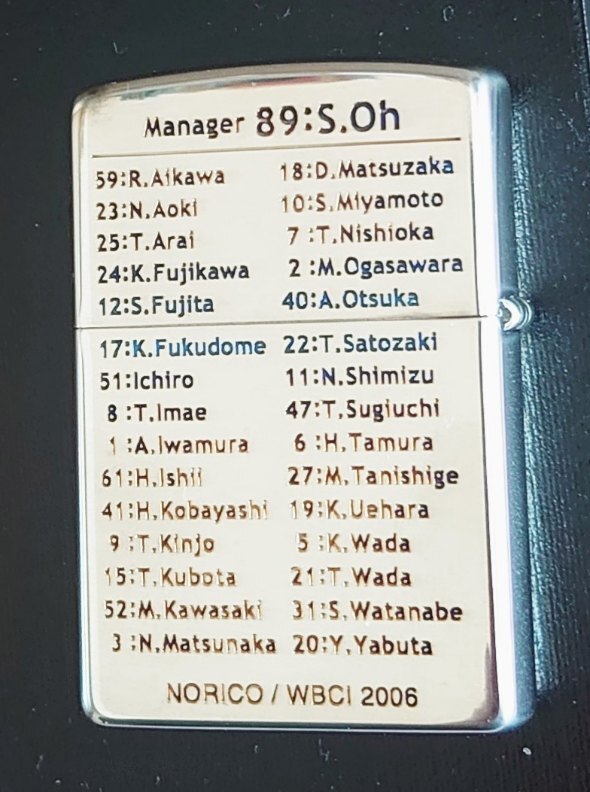 Manager 89:S.Oh
59:R.Aikawa 18:D.Matsuzaka
23:N.Aoki 10:S.Miyamoto
25:T.Arai 7 :T.Nishioka
24:K.Fujikawa 2 :M.Ogasawara
12:S.Fujita 40:A.Otsuka
17:K.Fukudome 22:T.Satozaki
51:Ichiro 11:N.Shimizu
8 :T.Imae 47:T.Sugiuchi
1 :A.Iwamura 6 :H.Tamura
61:H.Ishii 27:M.Tanishige
41:H.Kobayashi 19:K.Uehara
9 :T.Kinjo 5 :K.Wada
15:T.Kubota 21:T.Wada
52:M.Kawasaki 31:S.Watanabe
3 :N.Matsunaka 20:Y.Yabuta
NORICO / WBCI 2006